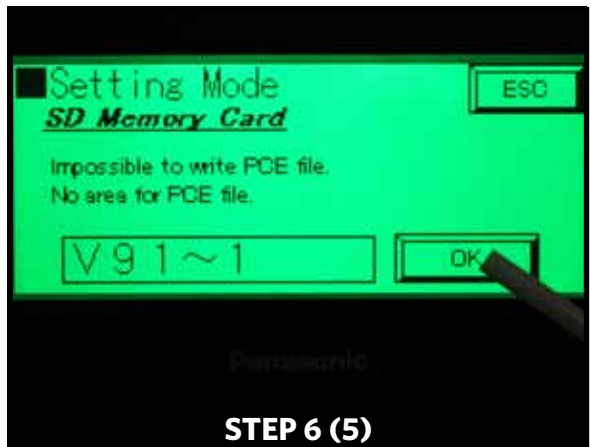 Setting Mode
ESC
SD Memory Card
Impossible to write PCE file.
No area for PCE file.
V91～1
OK
Panasonic
STEP 6 (5)